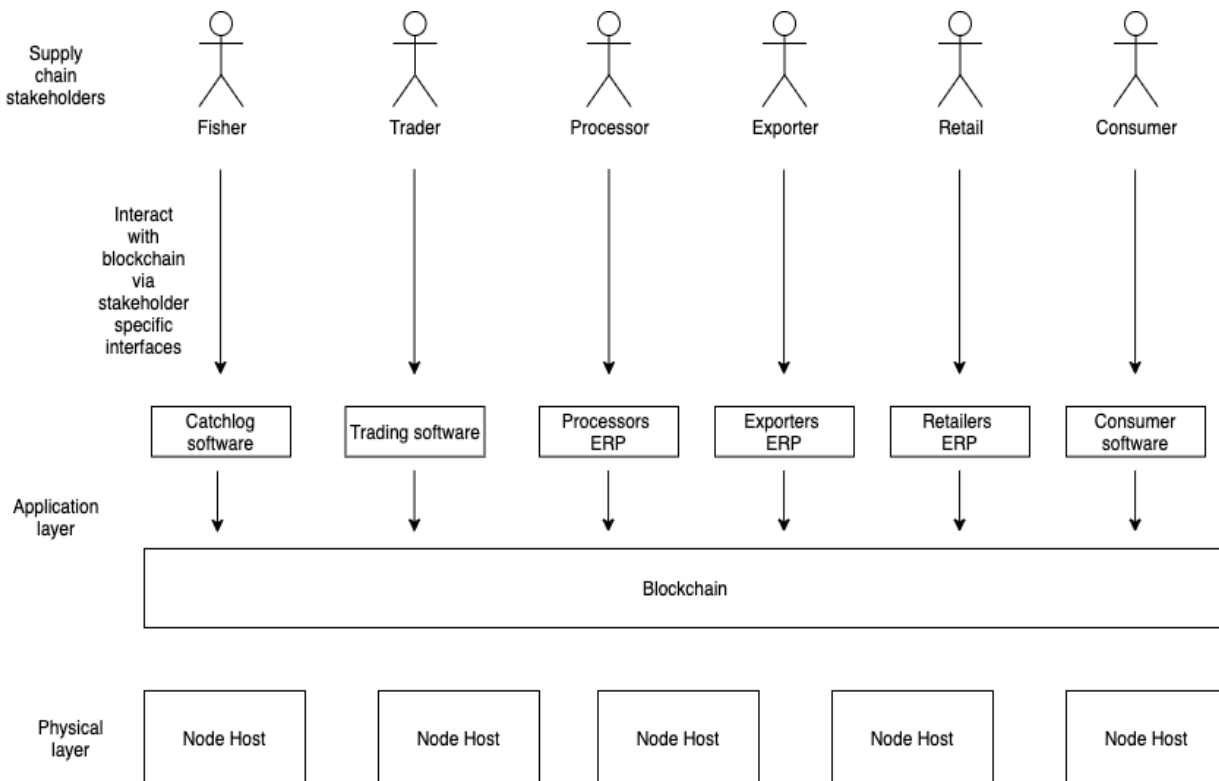 Supply
chain
stakeholders
Fisher
Trader
Processor
Exporter
Retail
Consumer
Interact
with
blockchain
via
stakeholder
specific
interfaces
Catchlog
software
Trading software
Processors
ERP
Exporters
ERP
Retailers
ERP
Consumer
software
Application
layer
Blockchain
Physical
layer
Node Host
Node Host
Node Host
Node Host
Node Host